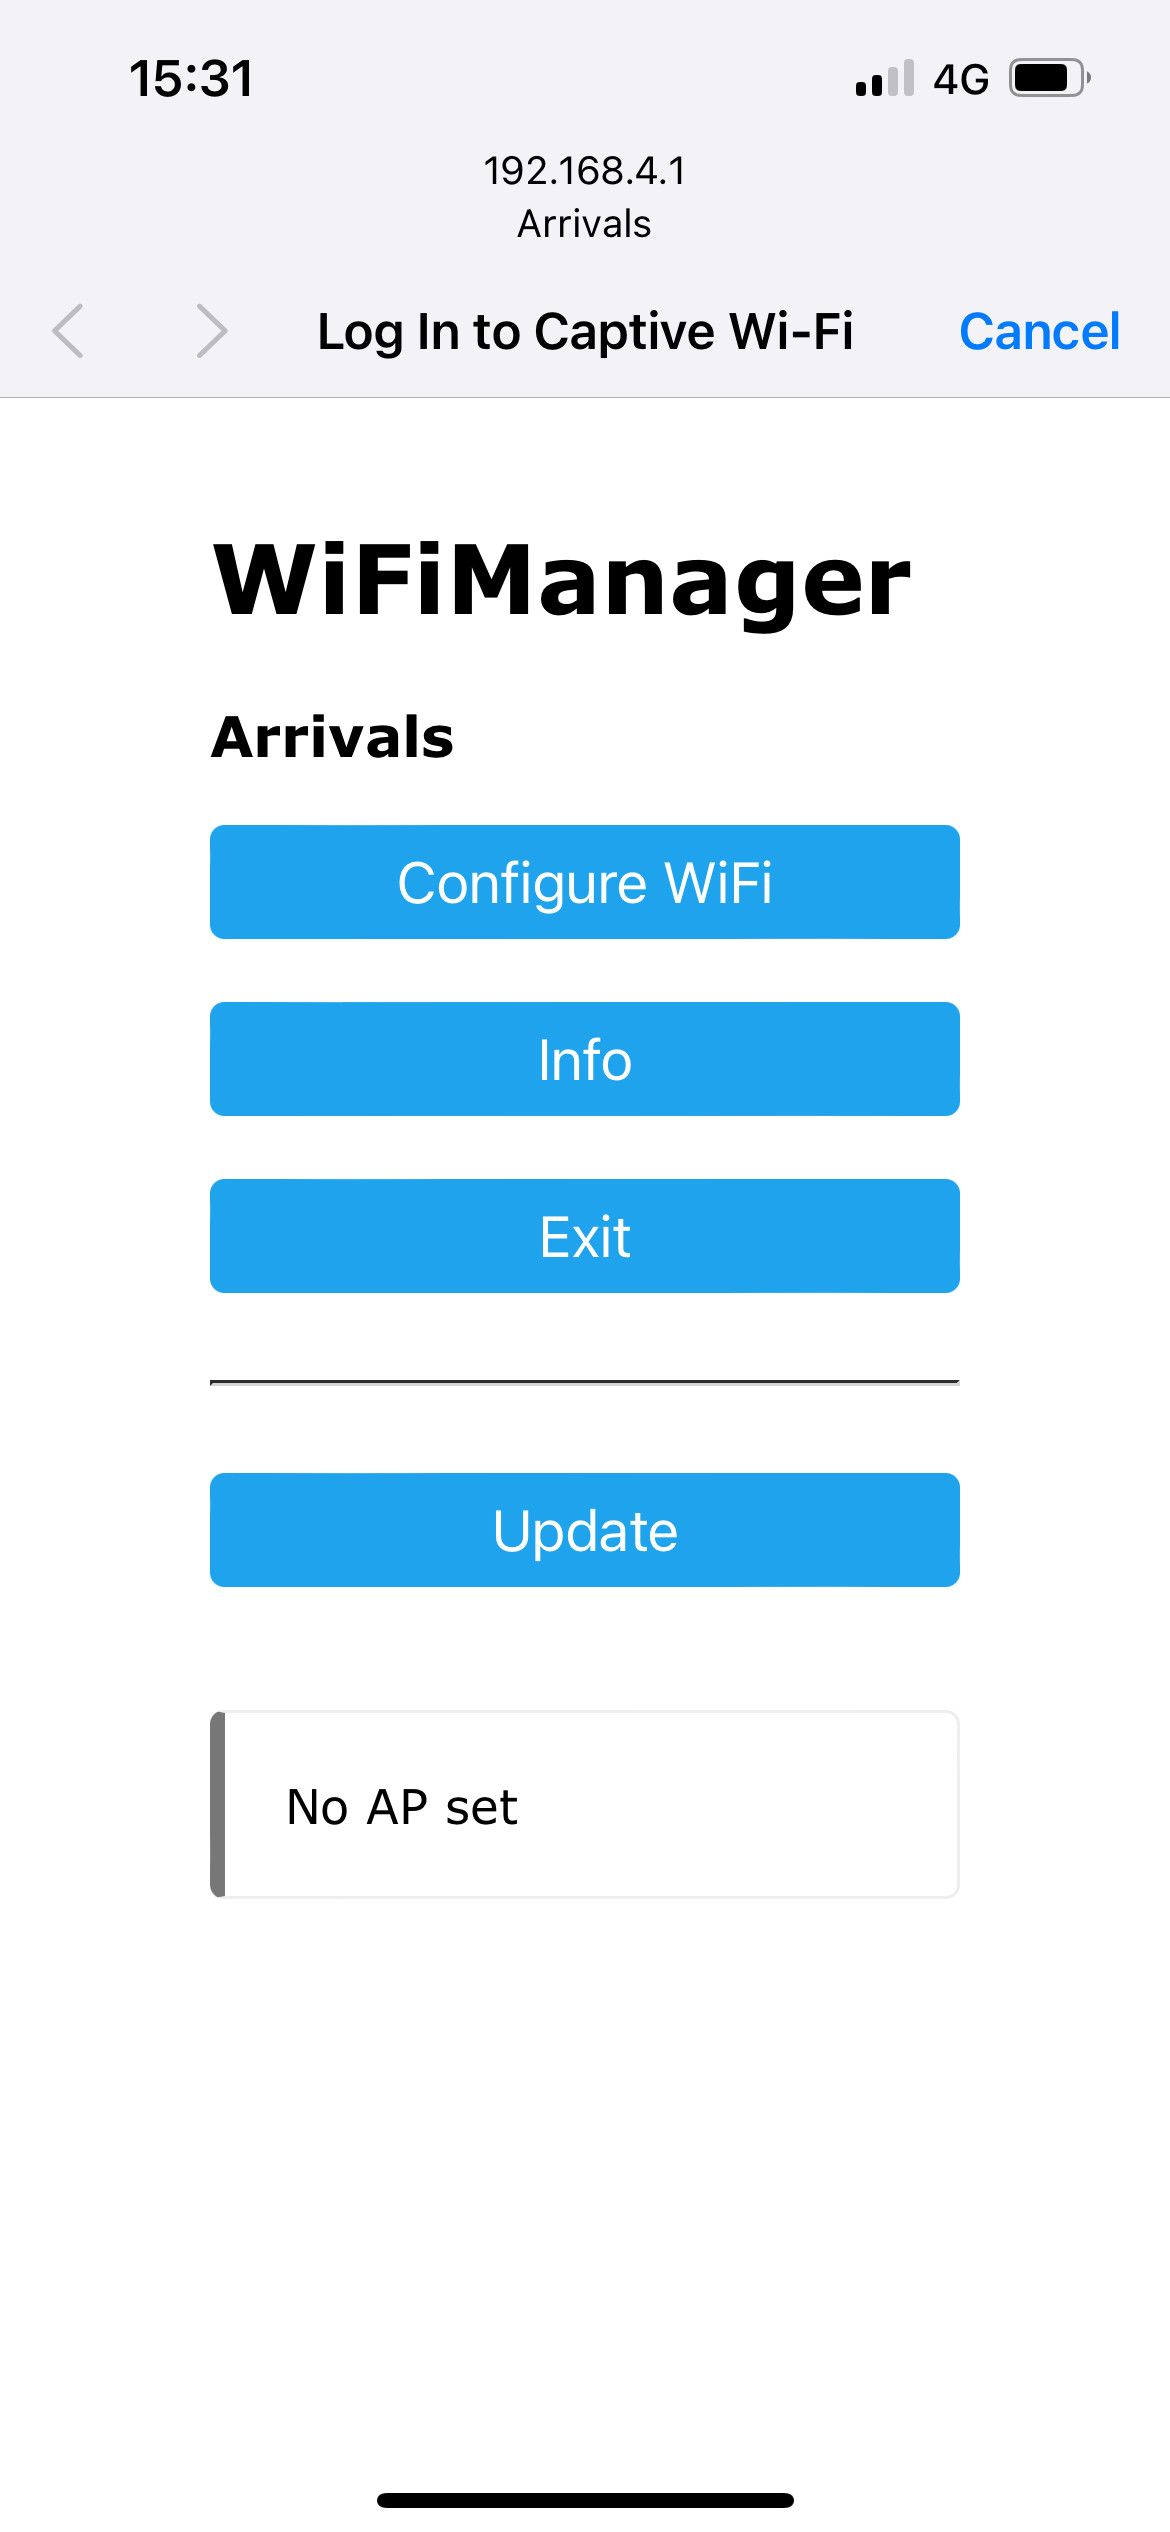 15:31 4G
192.168.4.1
Arrivals
Log In to Captive Wi-Fi Cancel
WiFiManager
Arrivals
Configure WiFi
Info
Exit
Update
No AP set